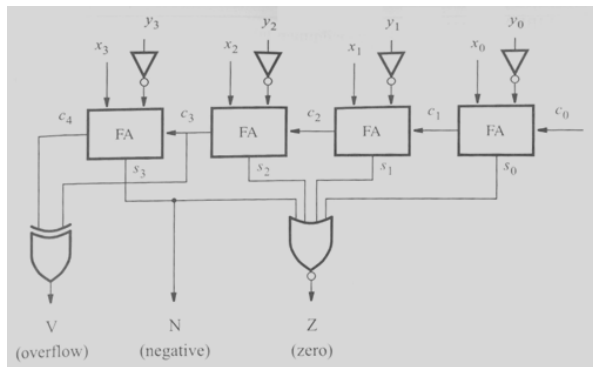 y3 y2 y1 y0
x3 x2 x1 x0
c4 FA c3 FA c2 FA c1 FA c0
s3 s2 s1 s0
V N Z
(overflow) (negative) (zero)